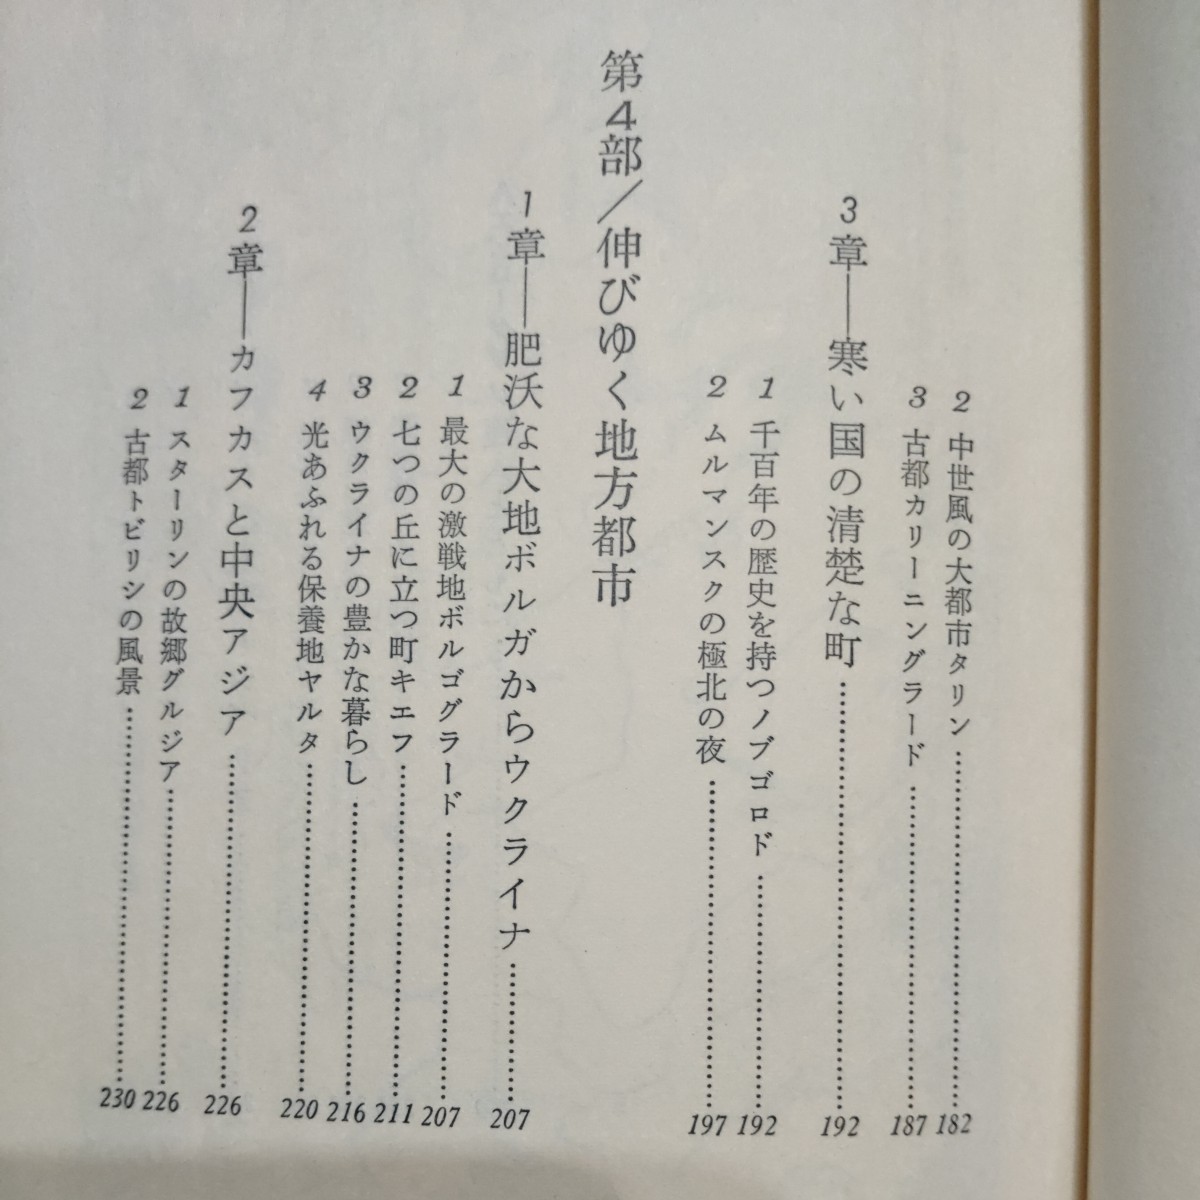 2 中世風の大都市タリン……182
3 古都カリーニングラード……187
3章——寒い国の清楚な町……192
1 千百年の歴史を持つノブゴロド……192
2 ムルマンスクの極北の夜……197
第4部／伸びゆく地方都市
1章——肥沃な大地ボルガからウクライナ……207
1 最大の激戦地ボルゴグラード……207
2 七つの丘に立つ町キエフ……211
3 ウクライナの豊かな暮らし……216
4 光あふれる保養地ヤルタ……220
2章——カフカスと中央アジア……226
1 スターリンの故郷グルジア……226
2 古都トビリシの風景……230